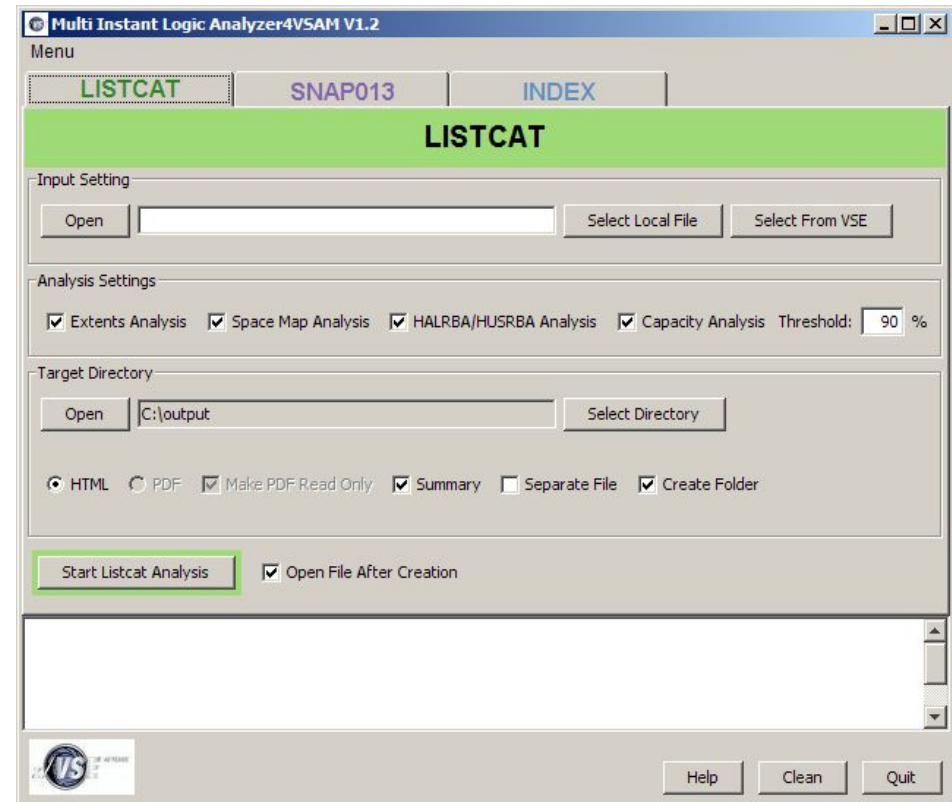 Multi Instant Logic Analyzer4VSAM V1.2
Menu
LISTCAT SNAP013 INDEX
LISTCAT
Input Setting
Open Select Local File Select From VSE
Analysis Settings
Extents Analysis Space Map Analysis HALRBA/HUSRBA Analysis Capacity Analysis Threshold: 90 %
Target Directory
Open C:\output Select Directory
HTML PDF Make PDF Read Only Summary Separate File Create Folder
Start Listcat Analysis Open File After Creation
VS
Help Clean Quit